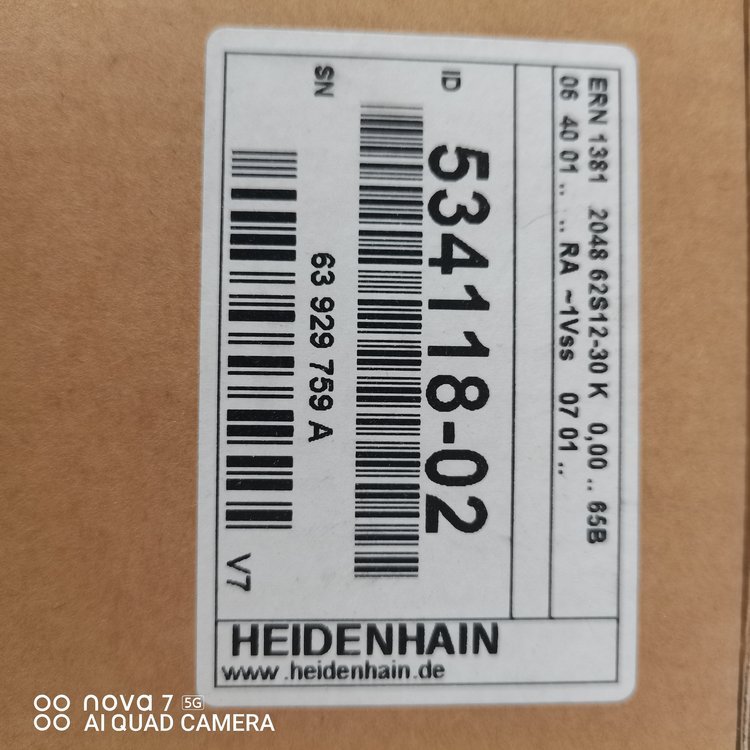 ERN 1381 2048 62S12-30 K 0,00 .. 65B
06 40 01 .. .. RA ~1Vss 07 01 ..
ID
534118-02
SN
63 929 759 A
V7
HEIDENHAIN
www.heidenhain.de
nova 7 5G
AI QUAD CAMERA